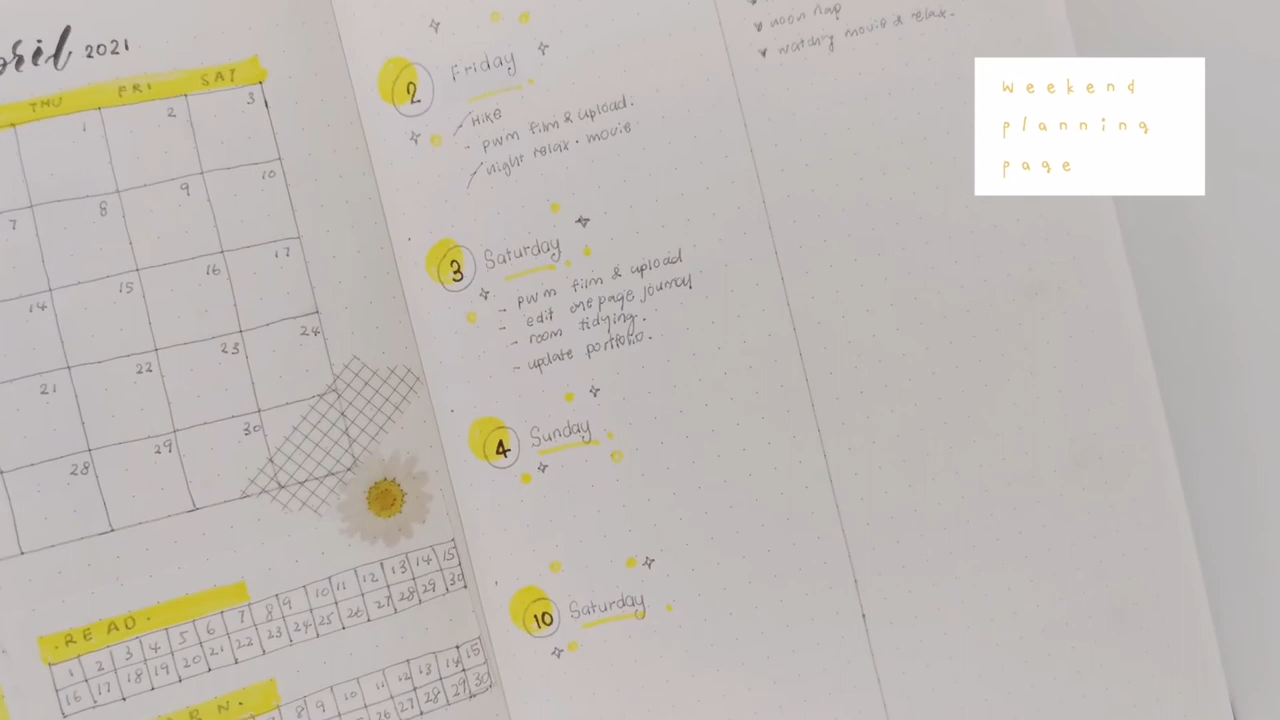 2021
THU FRI SAT
1 2 3
7 8 9 10
14 15 16 17
21 22 23 24
28 29 30
.READ.
1 2 3 4 5 6 7 8 9 10 11 12 13 14 15
16 17 18 19 20 21 22 23 24 25 26 27 28 29 30
8 9 10 11 12 13 14 15
26 27 28 29 30
2 Friday
Hike
- pwm film & upload.
night relax. movie
3 Saturday
- pwm film & upload
- edit one page journal
- room tidying.
- update portfolio.
4 Sunday
10 Saturday
noon nap
watching movie & relax.
weekend
planning
page